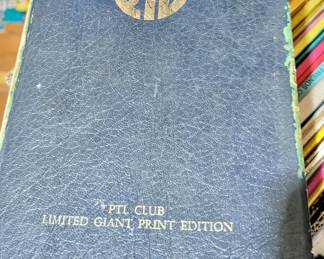 PTL CLUB
LIMITED GIANT PRINT EDITION